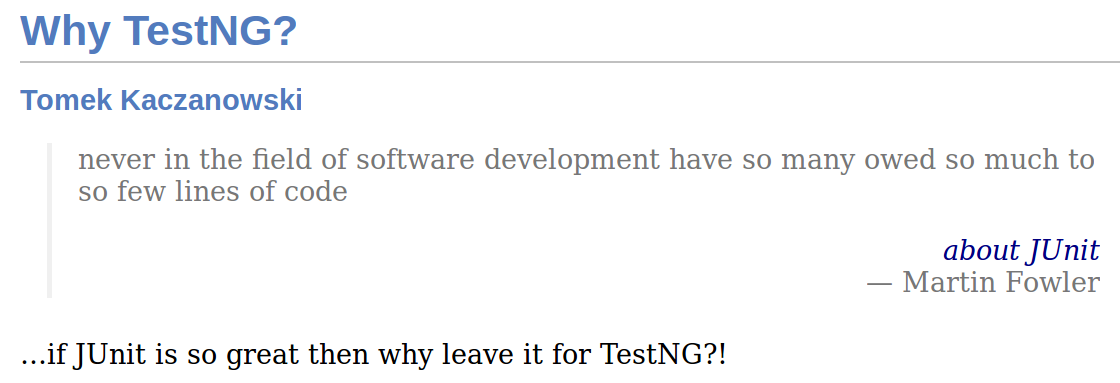 Why TestNG?
Tomek Kaczanowski
never in the field of software development have so many owed so much to
so few lines of code
about JUnit
— Martin Fowler
…if JUnit is so great then why leave it for TestNG?!